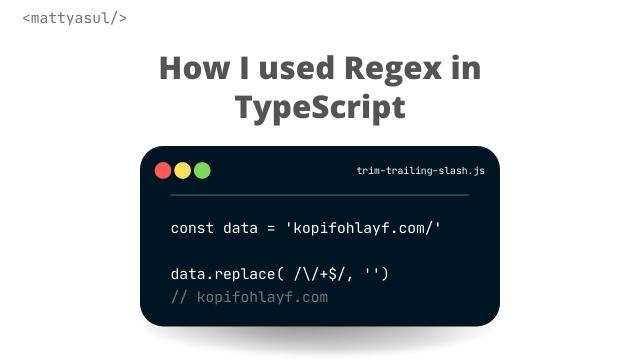 <mattyasul/>
How I used Regex in
TypeScript
trim-trailing-slash.js
const data = 'kopifohlayf.com/'
data.replace( /\/+$/, '')
// kopifohlayf.com